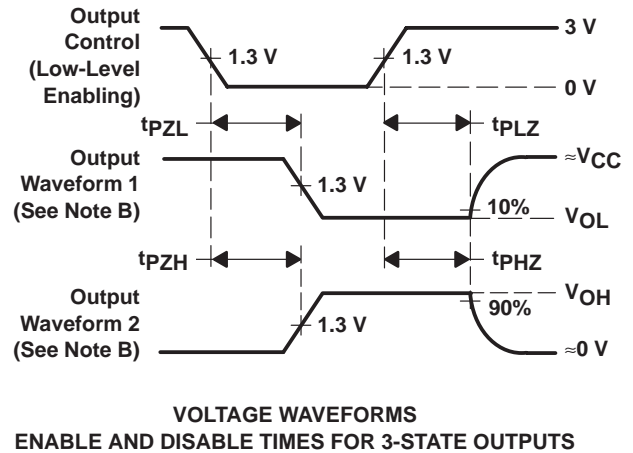 Output
Control
(Low-Level
Enabling)
1.3 V
1.3 V
3 V
0 V
tPZL
tPLZ
Output
Waveform 1
(See Note B)
1.3 V
10%
≈VCC
VOL
tPZH
tPHZ
Output
Waveform 2
(See Note B)
1.3 V
90%
VOH
≈0 V
VOLTAGE WAVEFORMS
ENABLE AND DISABLE TIMES FOR 3-STATE OUTPUTS